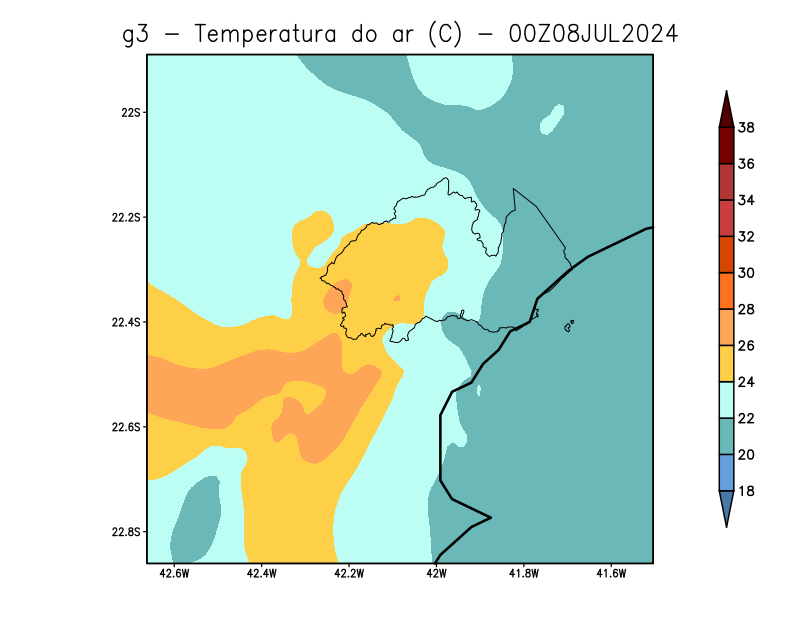 g3 - Temperatura do ar (C) - 00Z08JUL2024
22S
22.2S
22.4S
22.6S
22.8S
42.6W
42.4W
42.2W
42W
41.8W
41.6W
38
36
34
32
30
28
26
24
22
20
18